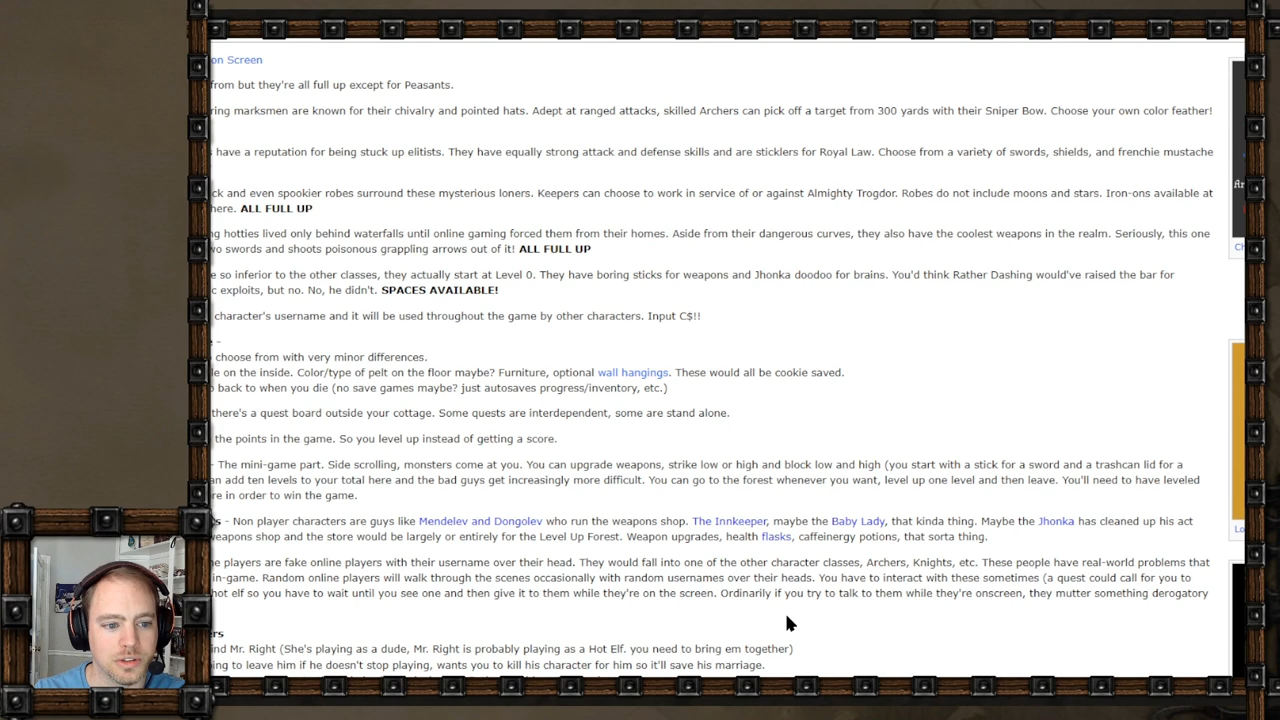 on Screen
from but they're all full up except for Peasants.
ring marksmen are known for their chivalry and pointed hats. Adept at ranged attacks, skilled Archers can pick off a target from 300 yards with their Sniper Bow. Choose your own color feather!
have a reputation for being stuck up elitists. They have equally strong attack and defense skills and are sticklers for Royal Law. Choose from a variety of swords, shields, and frenchie mustache
ck and even spookier robes surround these mysterious loners. Keepers can choose to work in service of or against Almighty Trogdor. Robes do not include moons and stars. Iron-ons available at
here. ALL FULL UP
ng hotties lived only behind waterfalls until online gaming forced them from their homes. Aside from their dangerous curves, they also have the coolest weapons in the realm. Seriously, this one
wo swords and shoots poisonous grappling arrows out of it! ALL FULL UP
e so inferior to the other classes, they actually start at Level 0. They have boring sticks for weapons and Jhonka doodoo for brains. You'd think Rather Dashing would've raised the bar for
c exploits, but no. No, he didn't. SPACES AVAILABLE!
character's username and it will be used throughout the game by other characters. Input C$!!
e -
choose from with very minor differences.
le on the inside. Color/type of pelt on the floor maybe? Furniture, optional wall hangings. These would all be cookie saved.
o back to when you die (no save games maybe? just autosaves progress/inventory, etc.)
there's a quest board outside your cottage. Some quests are interdependent, some are stand alone.
the points in the game. So you level up instead of getting a score.
- The mini-game part. Side scrolling, monsters come at you. You can upgrade weapons, strike low or high and block low and high (you start with a stick for a sword and a trashcan lid for a
an add ten levels to your total here and the bad guys get increasingly more difficult. You can go to the forest whenever you want, level up one level and then leave. You'll need to have leveled
re in order to win the game.
s - Non player characters are guys like Mendelev and Dongolev who run the weapons shop. The Innkeeper, maybe the Baby Lady, that kinda thing. Maybe the Jhonka has cleaned up his act
weapons shop and the store would be largely or entirely for the Level Up Forest. Weapon upgrades, health flasks, caffeinergy potions, that sorta thing.
e players are fake online players with their username over their head. They would fall into one of the other character classes, Archers, Knights, etc. These people have real-world problems that
in-game. Random online players will walk through the scenes occasionally with random usernames over their heads. You have to interact with these sometimes (a quest could call for you to
hot elf so you have to wait until you see one and then give it to them while they're on the screen. Ordinarily if you try to talk to them while they're onscreen, they mutter something derogatory
ers
ind Mr. Right (She's playing as a dude, Mr. Right is probably playing as a Hot Elf. you need to bring em together)
ping to leave him if he doesn't stop playing, wants you to kill his character for him so it'll save his marriage.